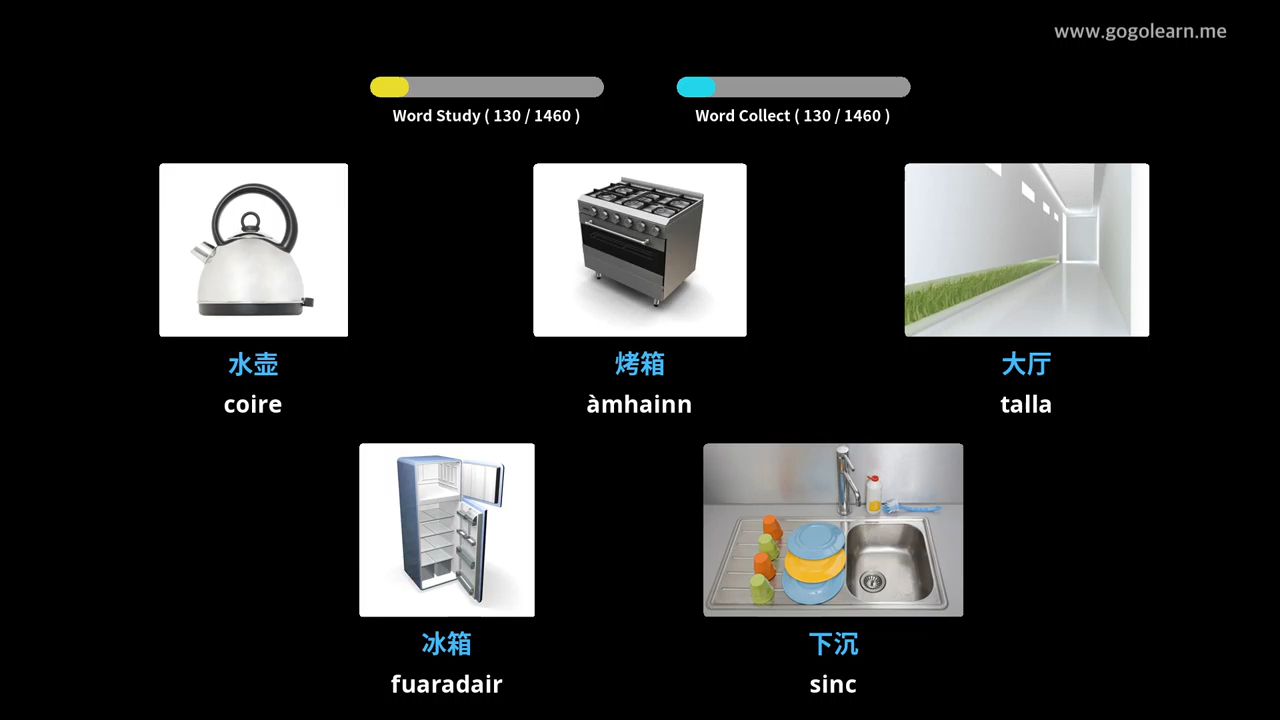 www.gogolearn.me
Word Study ( 130 / 1460 )
Word Collect ( 130 / 1460 )
水壶
coire
烤箱
àmhainn
大厅
talla
冰箱
fuaradair
下沉
sinc